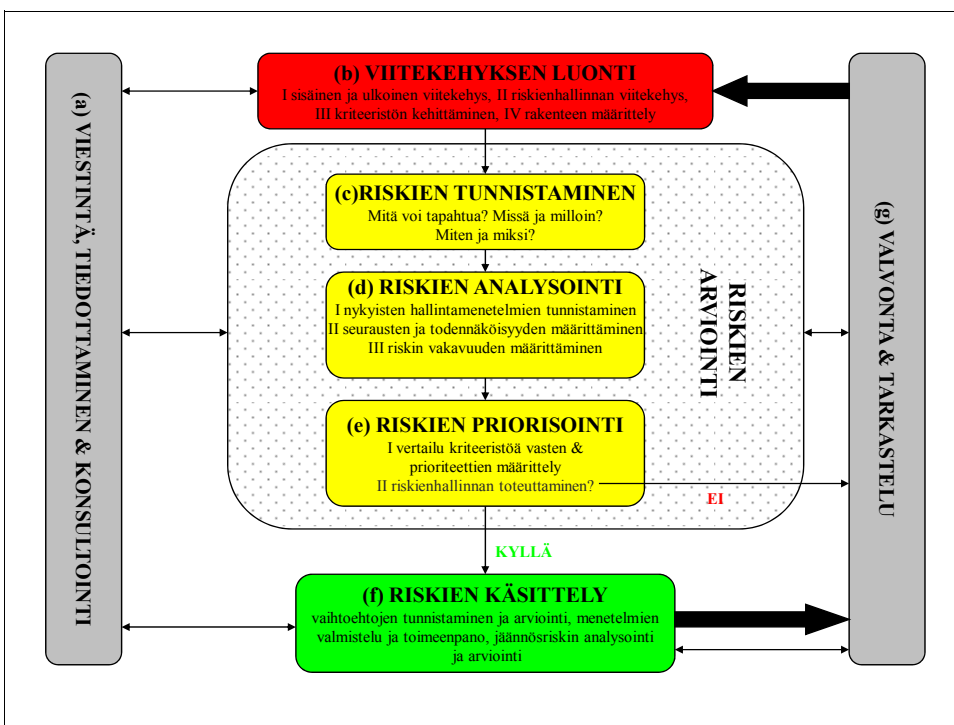 (a) VIESTINTÄ, TIEDOTTAMINEN & KONSULTOINTI
(b) VIITEKEHYKSEN LUONTI
I sisäinen ja ulkoinen viitekehys, II riskienhallinnan viitekehys,
III kriteeristön kehittäminen, IV rakenteen määrittely
(c)RISKIEN TUNNISTAMINEN
Mitä voi tapahtua? Missä ja milloin?
Miten ja miksi?
(d) RISKIEN ANALYSOINTI
I nykyisten hallintamenetelmien tunnistaminen
II seurausten ja todennäköisyyden määrittäminen
III riskin vakavuuden määrittäminen
RISKIEN
ARVIOINTI
(e) RISKIEN PRIORISOINTI
I vertailu kriteeristöä vasten &
prioriteettien määrittely
II riskienhallinnan toteuttaminen?
EI
KYLLÄ
(f) RISKIEN KÄSITTELY
vaihtoehtojen tunnistaminen ja arviointi, menetelmien
valmistelu ja toimeenpano, jäännösriskin analysointi
ja arviointi
(g) VALVONTA & TARKASTELU